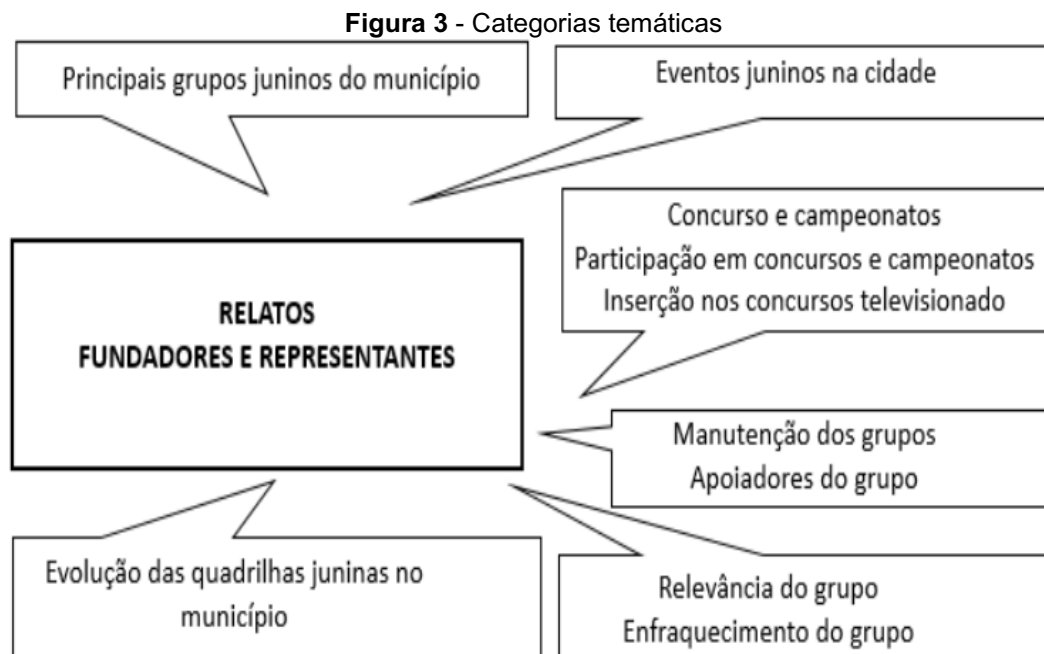 Figura 3 - Categorias temáticas
Principais grupos juninos do município
Eventos juninos na cidade
Concurso e campeonatos
Participação em concursos e campeonatos
Inserção nos concursos televisionado
RELATOS
FUNDADORES E REPRESENTANTES
Manutenção dos grupos
Apoiadores do grupo
Evolução das quadrilhas juninas no
município
Relevância do grupo
Enfraquecimento do grupo